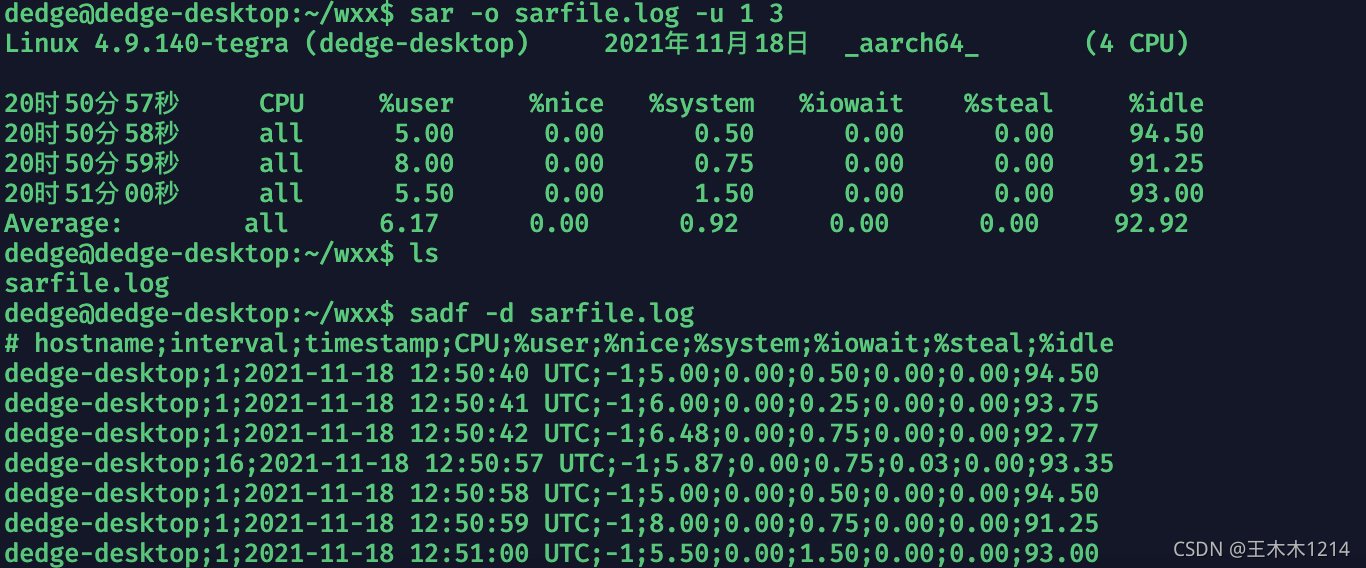 dedge@dedge-desktop:~/wxx$ sar -o sarfile.log -u 1 3
Linux 4.9.140-tegra (dedge-desktop) 2021年11月18日 _aarch64_ (4 CPU)
20时50分57秒 CPU %user %nice %system %iowait %steal %idle
20时50分58秒 all 5.00 0.00 0.50 0.00 0.00 94.50
20时50分59秒 all 8.00 0.00 0.75 0.00 0.00 91.25
20时51分00秒 all 5.50 0.00 1.50 0.00 0.00 93.00
Average: all 6.17 0.00 0.92 0.00 0.00 92.92
dedge@dedge-desktop:~/wxx$ ls
sarfile.log
dedge@dedge-desktop:~/wxx$ sadf -d sarfile.log
# hostname;interval;timestamp;CPU;%user;%nice;%system;%iowait;%steal;%idle
dedge-desktop;1;2021-11-18 12:50:40 UTC;-1;5.00;0.00;0.50;0.00;0.00;94.50
dedge-desktop;1;2021-11-18 12:50:41 UTC;-1;6.00;0.00;0.25;0.00;0.00;93.75
dedge-desktop;1;2021-11-18 12:50:42 UTC;-1;6.48;0.00;0.75;0.00;0.00;92.77
dedge-desktop;16;2021-11-18 12:50:57 UTC;-1;5.87;0.00;0.75;0.03;0.00;93.35
dedge-desktop;1;2021-11-18 12:50:58 UTC;-1;5.00;0.00;0.50;0.00;0.00;94.50
dedge-desktop;1;2021-11-18 12:50:59 UTC;-1;8.00;0.00;0.75;0.00;0.00;91.25
dedge-desktop;1;2021-11-18 12:51:00 UTC;-1;5.50;0.00;1.50;0.00;0.00;93.00
CSDN @王木木1214